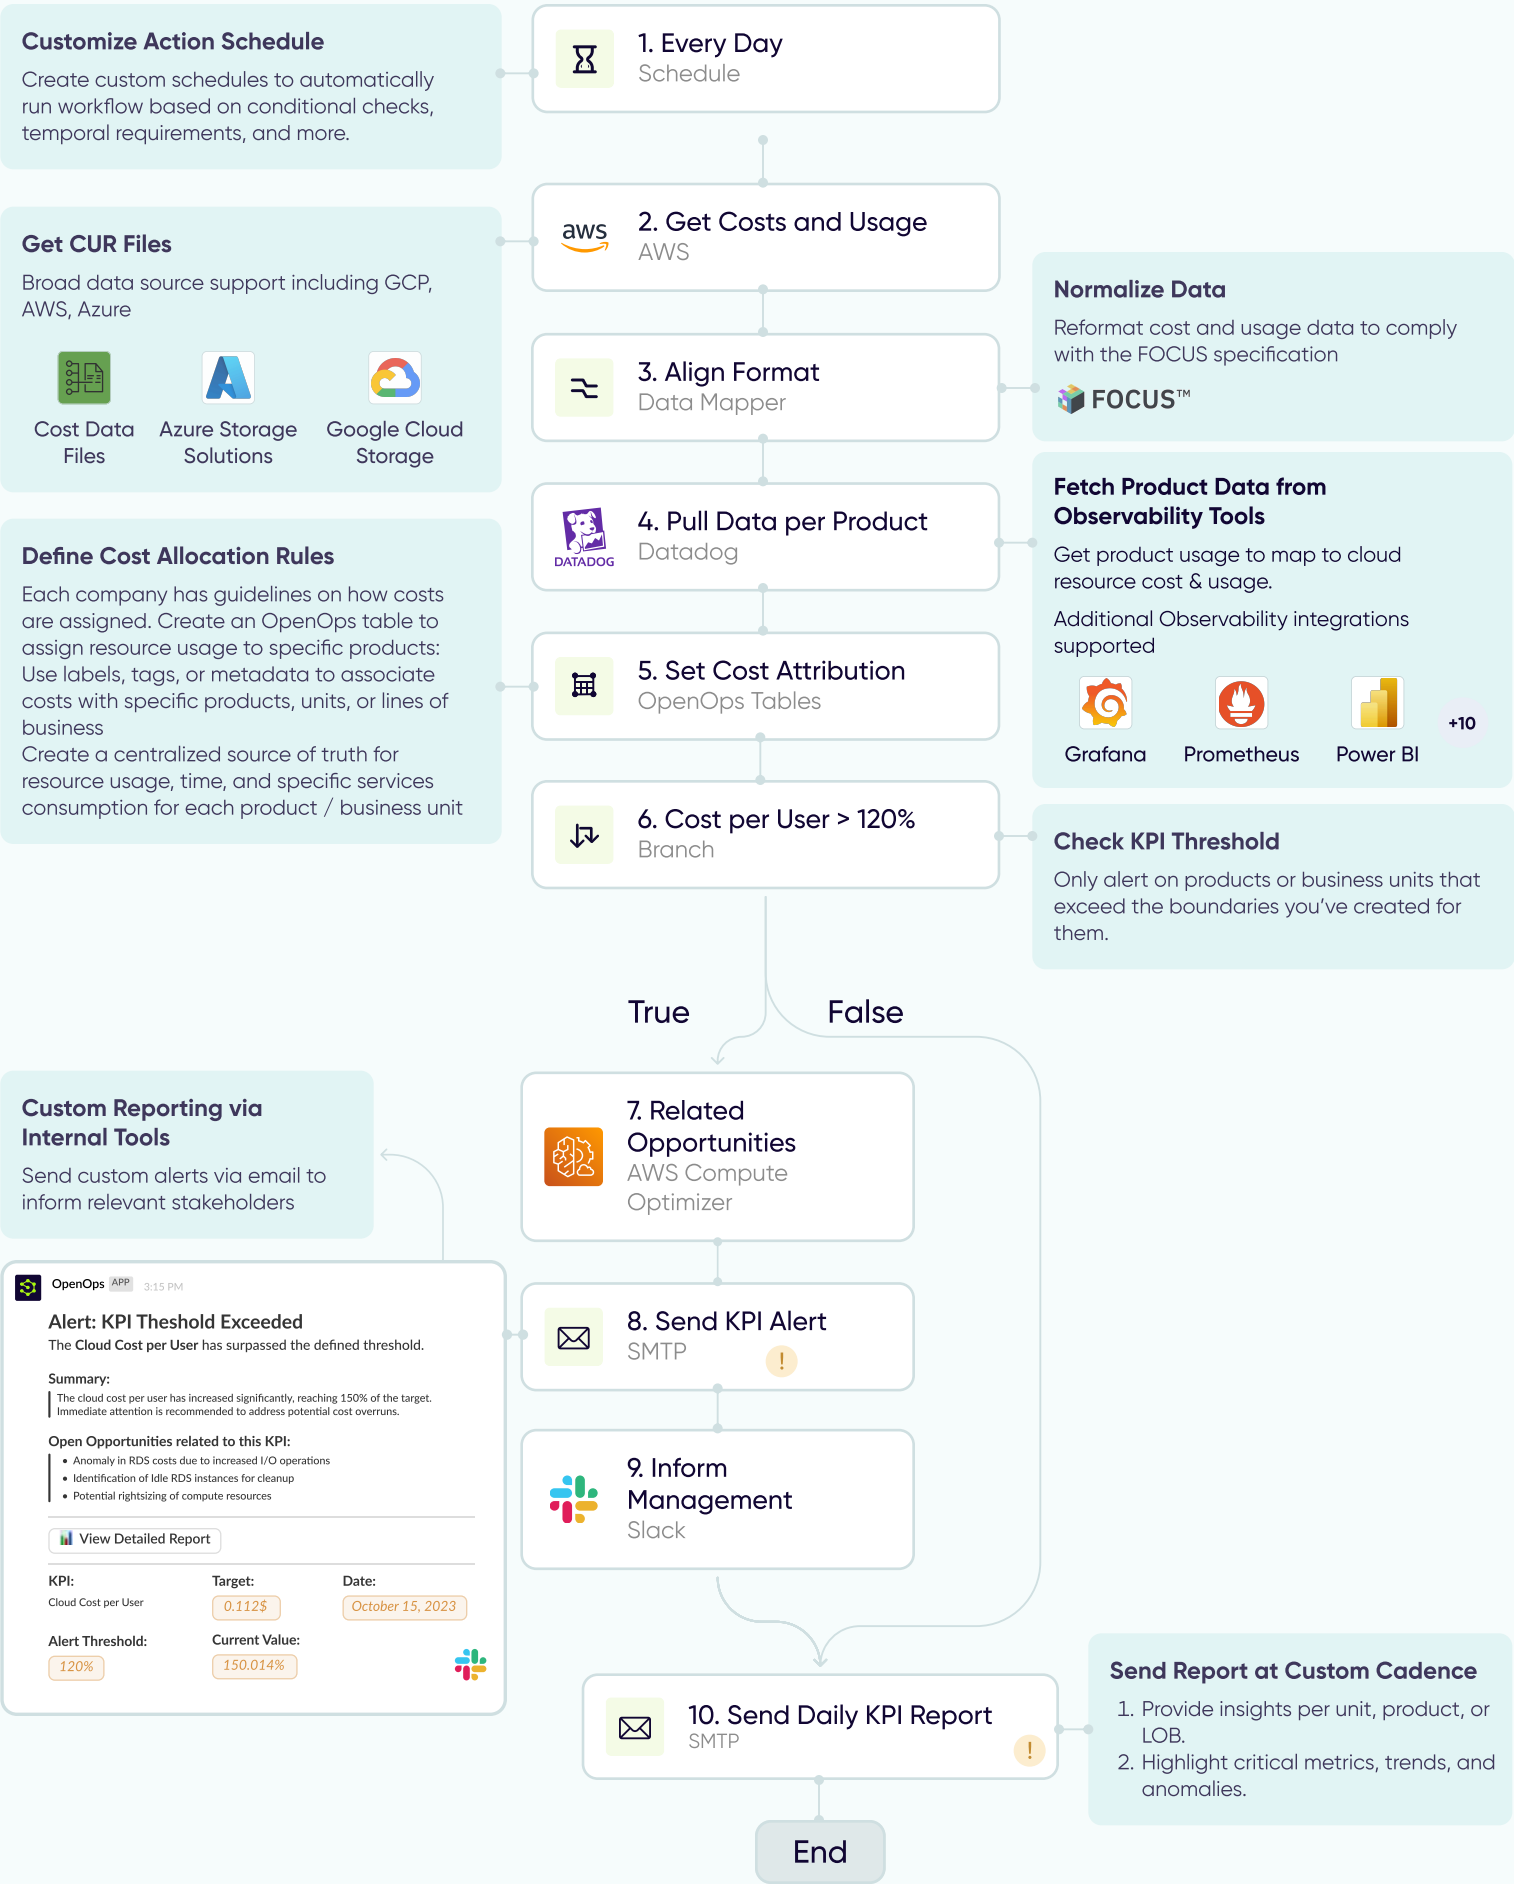 Customize Action Schedule
Create custom schedules to automatically
run workflow based on conditional checks,
temporal requirements, and more.
1. Every Day
Schedule
Get CUR Files
Broad data source support including GCP,
AWS, Azure
Cost Data
Files
Azure Storage
Solutions
Google Cloud
Storage
aws
2. Get Costs and Usage
AWS
Normalize Data
Reformat cost and usage data to comply
with the FOCUS specification
FOCUS™
3. Align Format
Data Mapper
DATADOG
4. Pull Data per Product
Datadog
Fetch Product Data from
Observability Tools
Get product usage to map to cloud
resource cost & usage.
Additional Observability integrations
supported
Grafana
Prometheus
Power BI
+10
Define Cost Allocation Rules
Each company has guidelines on how costs
are assigned. Create an OpenOps table to
assign resource usage to specific products:
Use labels, tags, or metadata to associate
costs with specific products, units, or lines of
business
Create a centralized source of truth for
resource usage, time, and specific services
consumption for each product / business unit
5. Set Cost Attribution
OpenOps Tables
6. Cost per User > 120%
Branch
Check KPI Threshold
Only alert on products or business units that
exceed the boundaries you’ve created for
them.
True
False
7. Related
Opportunities
AWS Compute
Optimizer
Custom Reporting via
Internal Tools
Send custom alerts via email to
inform relevant stakeholders
OpenOps APP 3:15 PM
Alert: KPI Theshold Exceeded
The Cloud Cost per User has surpassed the defined threshold.
Summary:
The cloud cost per user has increased significantly, reaching 150% of the target.
Immediate attention is recommended to address potential cost overruns.
Open Opportunities related to this KPI:
• Anomaly in RDS costs due to increased I/O operations
• Identification of Idle RDS instances for cleanup
• Potential rightsizing of compute resources
View Detailed Report
KPI:
Cloud Cost per User
Target:
0.112$
Date:
October 15, 2023
Alert Threshold:
120%
Current Value:
150.014%
8. Send KPI Alert
SMTP
!
9. Inform
Management
Slack
10. Send Daily KPI Report
SMTP
!
Send Report at Custom Cadence
1. Provide insights per unit, product, or
LOB.
2. Highlight critical metrics, trends, and
anomalies.
End